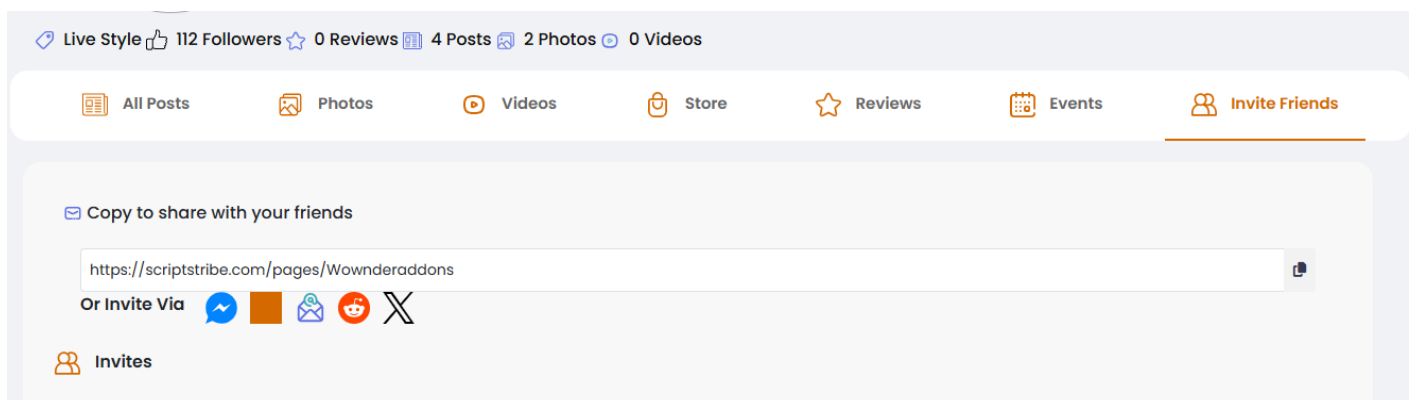 Live Style 112 Followers 0 Reviews 4 Posts 2 Photos 0 Videos
All Posts Photos Videos Store Reviews Events Invite Friends
Copy to share with your friends
https://scriptstribe.com/pages/Wownderaddons
Or Invite Via
Invites